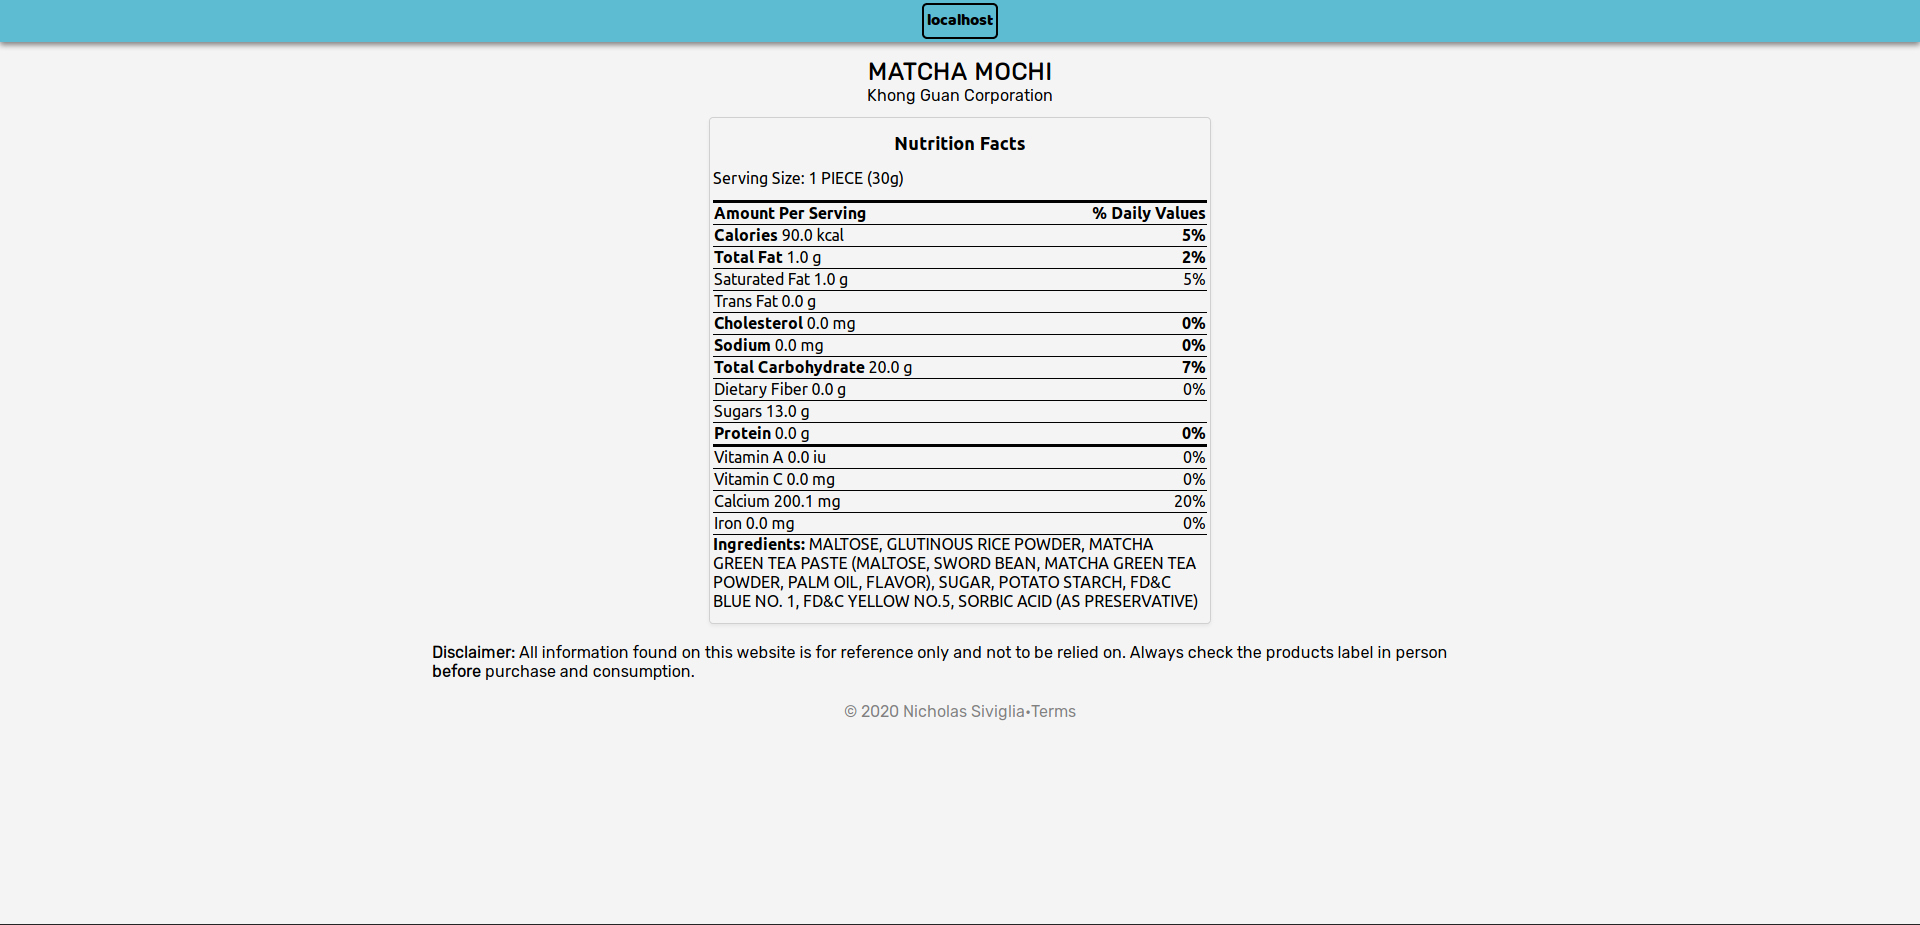 localhost
MATCHA MOCHI
Khong Guan Corporation
Nutrition Facts
Serving Size: 1 PIECE (30g)
Amount Per Serving % Daily Values
Calories 90.0 kcal 5%
Total Fat 1.0 g 2%
Saturated Fat 1.0 g 5%
Trans Fat 0.0 g
Cholesterol 0.0 mg 0%
Sodium 0.0 mg 0%
Total Carbohydrate 20.0 g 7%
Dietary Fiber 0.0 g 0%
Sugars 13.0 g
Protein 0.0 g 0%
Vitamin A 0.0 iu 0%
Vitamin C 0.0 mg 0%
Calcium 200.1 mg 20%
Iron 0.0 mg 0%
Ingredients: MALTOSE, GLUTINOUS RICE POWDER, MATCHA
GREEN TEA PASTE (MALTOSE, SWORD BEAN, MATCHA GREEN TEA
POWDER, PALM OIL, FLAVOR), SUGAR, POTATO STARCH, FD&C
BLUE NO. 1, FD&C YELLOW NO.5, SORBIC ACID (AS PRESERVATIVE)
Disclaimer: All information found on this website is for reference only and not to be relied on. Always check the products label in person
before purchase and consumption.
© 2020 Nicholas Siviglia•Terms